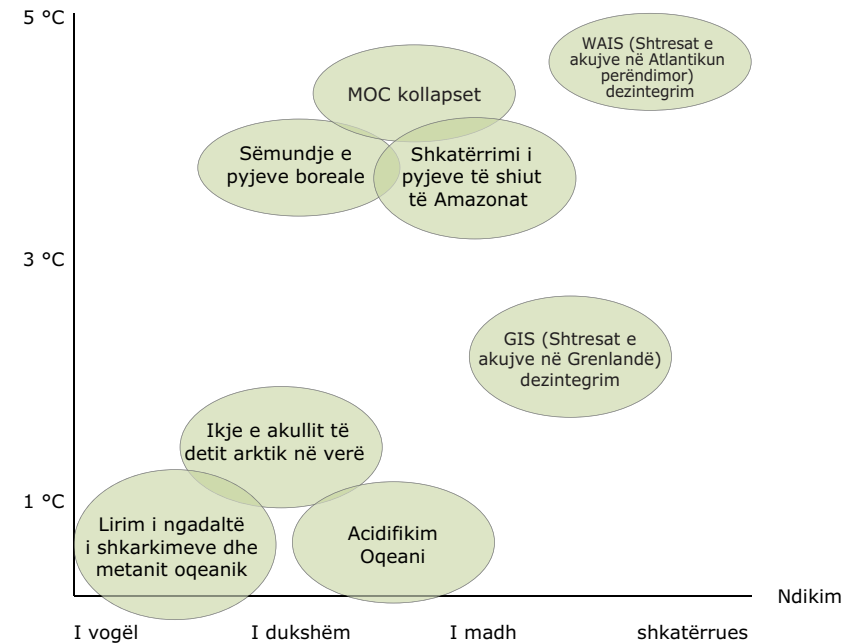 5 °C
WAIS (Shtresat e
akujve në Atlantikun
perëndimor)
dezintegrim
MOC kollapset
Sëmundje e
pyjeve boreale
Shkatërrimi i
pyjeve të shiut
të Amazonat
3 °C
GIS (Shtresat e
akujve në Grenlandë)
dezintegrim
Ikje e akullit të
detit arktik në verë
1 °C
Lirim i ngadaltë
i shkarkimeve dhe
metanit oqeanik
Acidifikim
Oqeani
Ndikim
I vogël
I dukshëm
I madh
shkatërrues